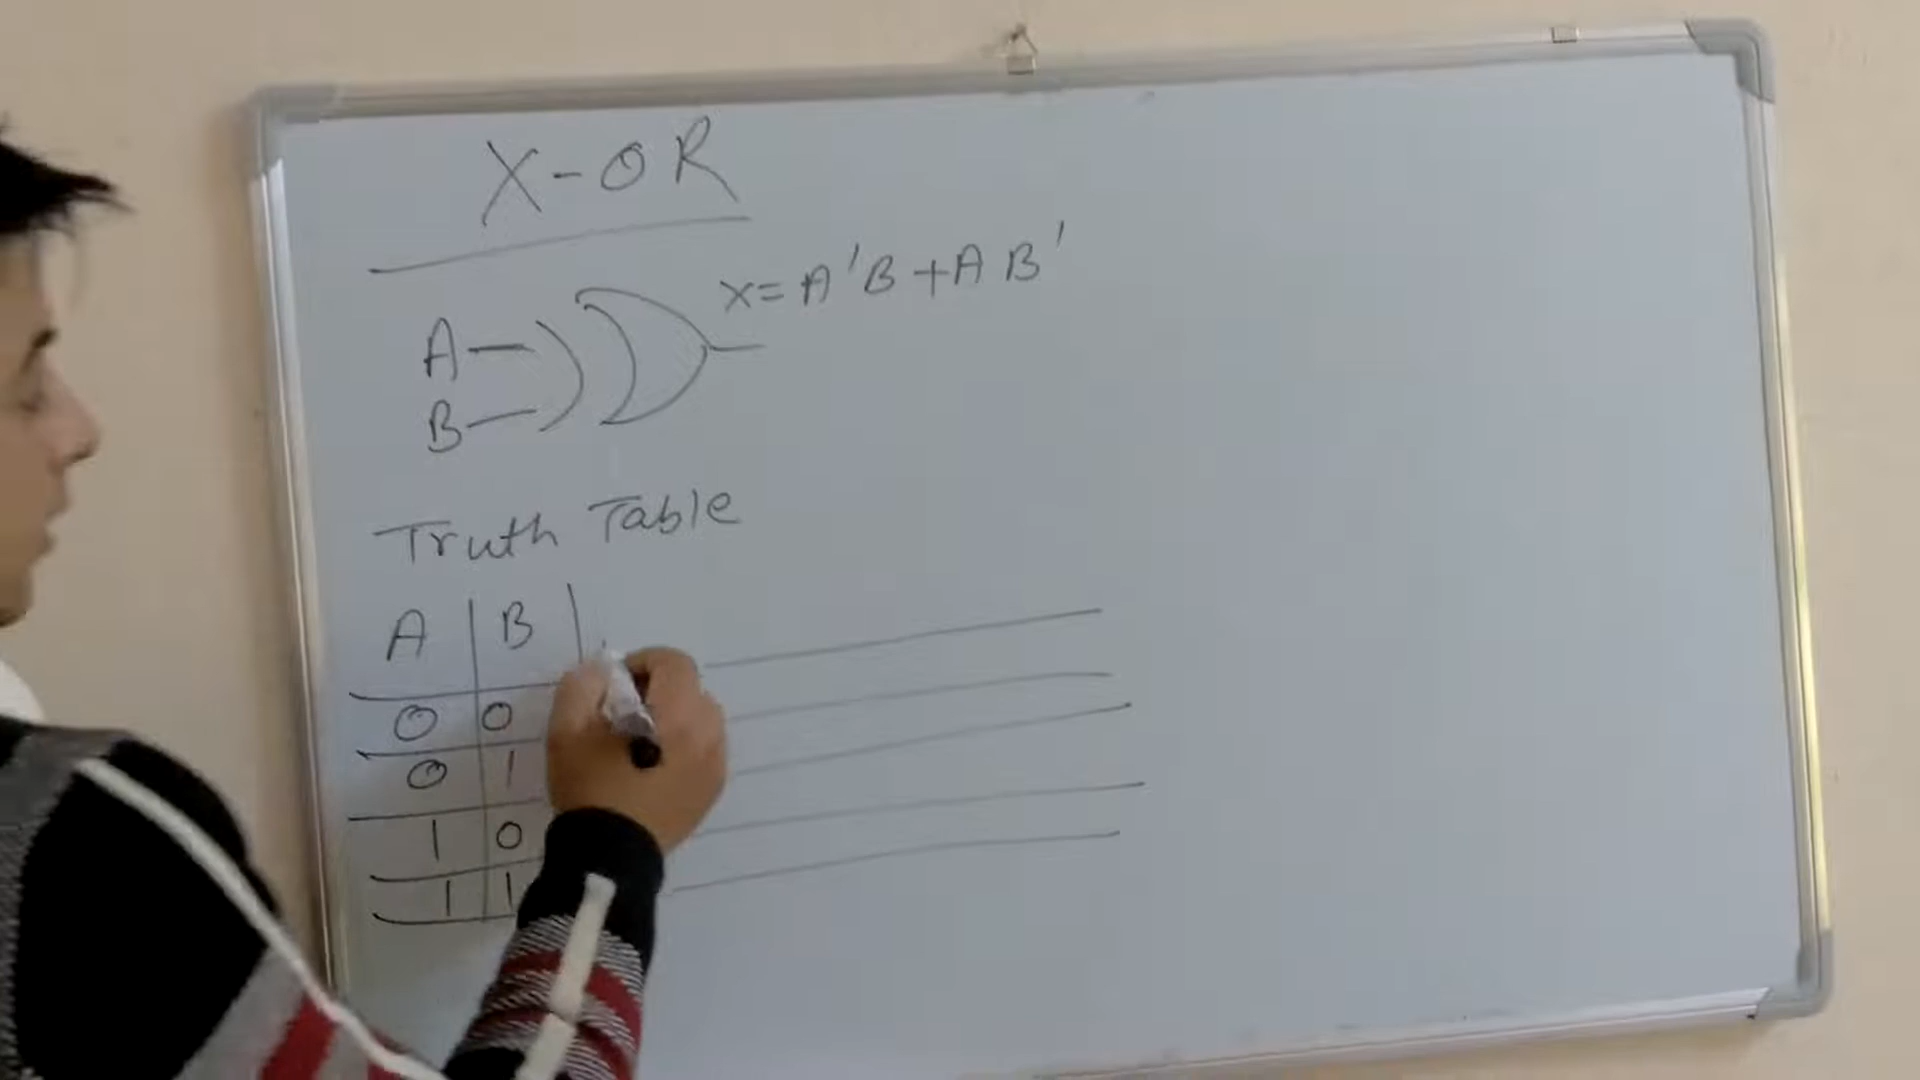 X-OR
X=A'B+AB'
A
B
Truth Table
A B
0 0
0 1
1 0
1 1